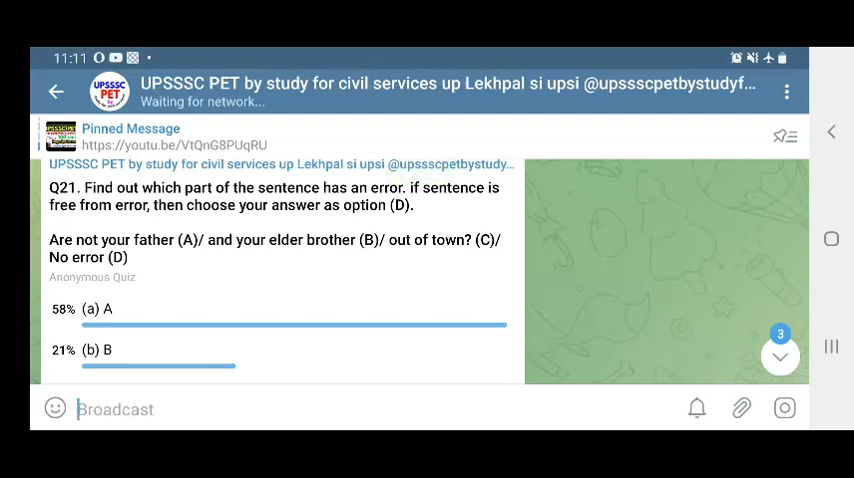 11:11
UPSSSC PET by study for civil services up Lekhpal si upsi @upssscpetbystudyf...
Waiting for network...
UPSSSC
PET
Pinned Message
https://youtu.be/VtQnG8PUqRU
UPSSSC PET by study for civil services up Lekhpal si upsi @upssscpetbystudy...
Q21. Find out which part of the sentence has an error. if sentence is
free from error, then choose your answer as option (D).
Are not your father (A)/ and your elder brother (B)/ out of town? (C)/
No error (D)
Anonymous Quiz
58% (a) A
21% (b) B
3
Broadcast